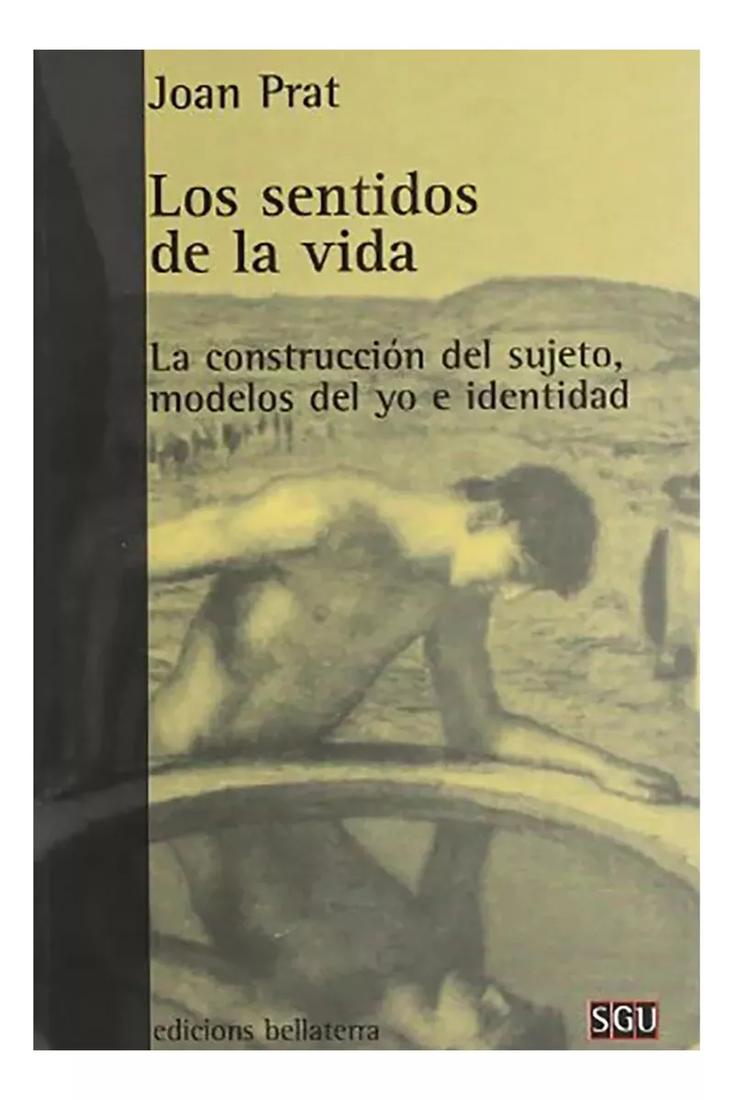 Joan Prat
Los sentidos
de la vida
La construcción del sujeto,
modelos del yo e identidad
edicions bellaterra
SGU